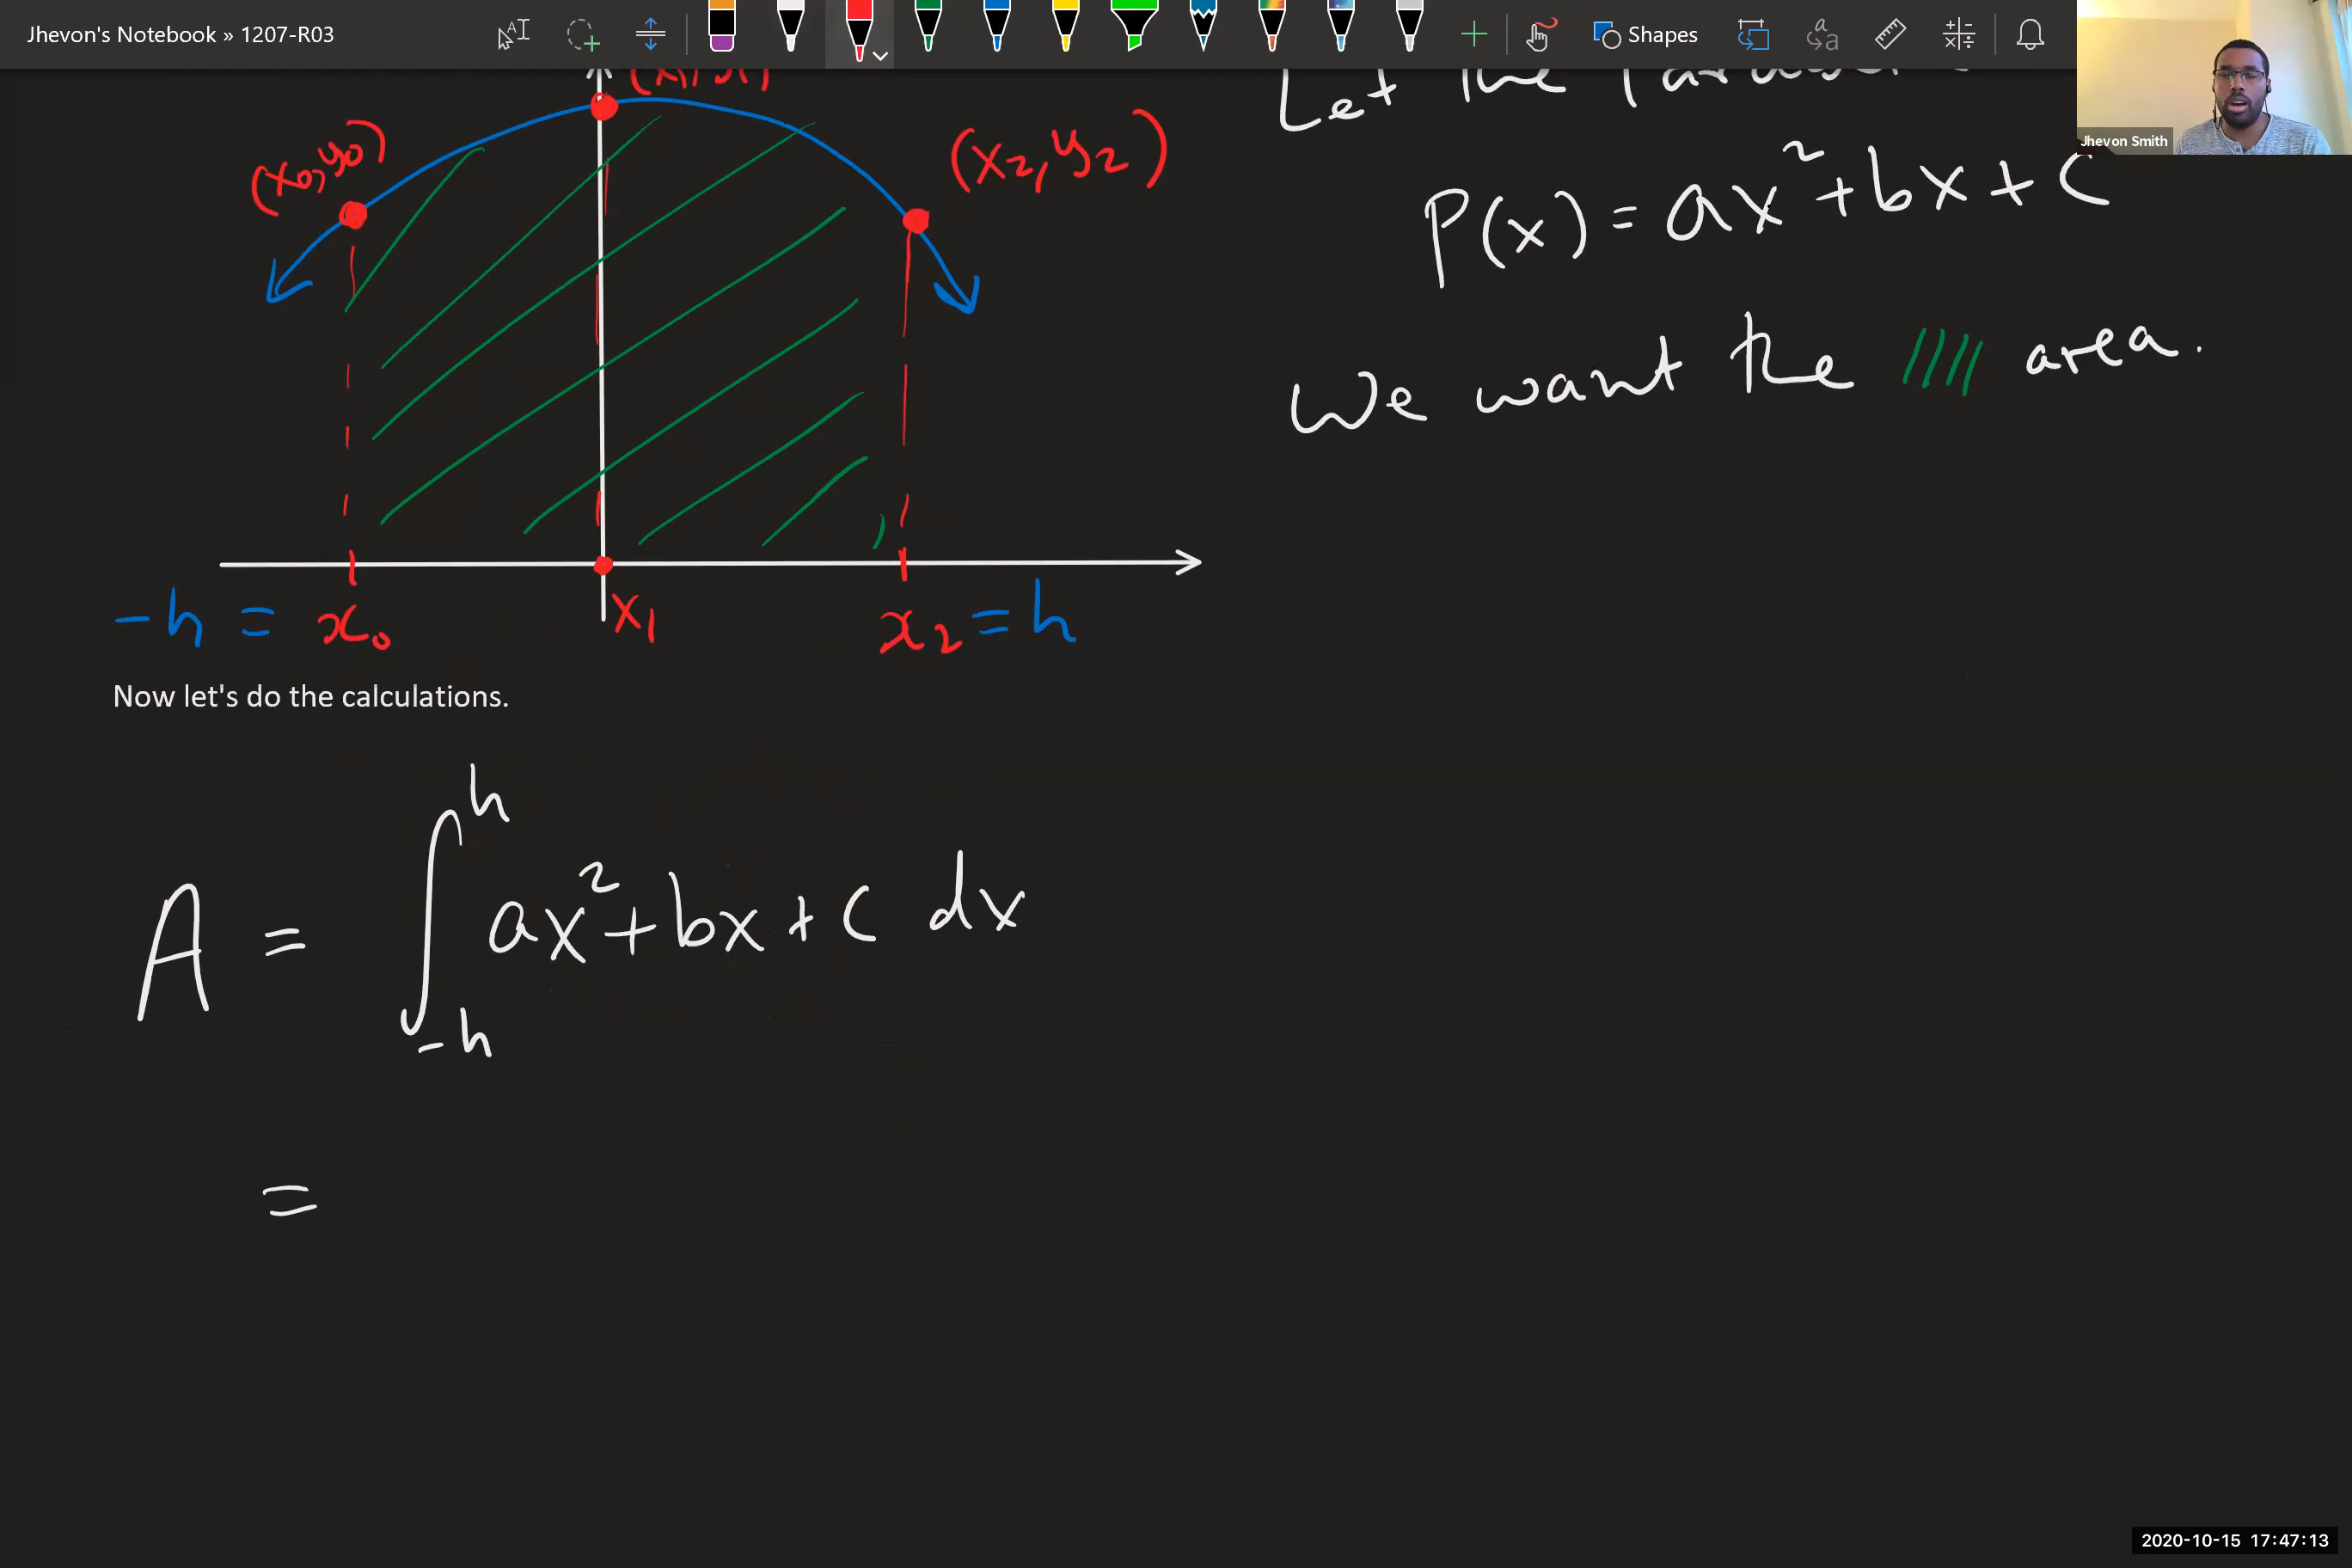 Jhevon's Notebook » 1207-R03
Shapes
Jhevon Smith
Let the
P(x) = ax²+bx+c
We want the //// area.
(x₀,y₀)
(x₂,y₂)
-h = x₀
x₁
x₂ = h
Now let's do the calculations.
A = ∫₋ₕʰ ax²+bx+c dx
=
2020-10-15 17:47:13